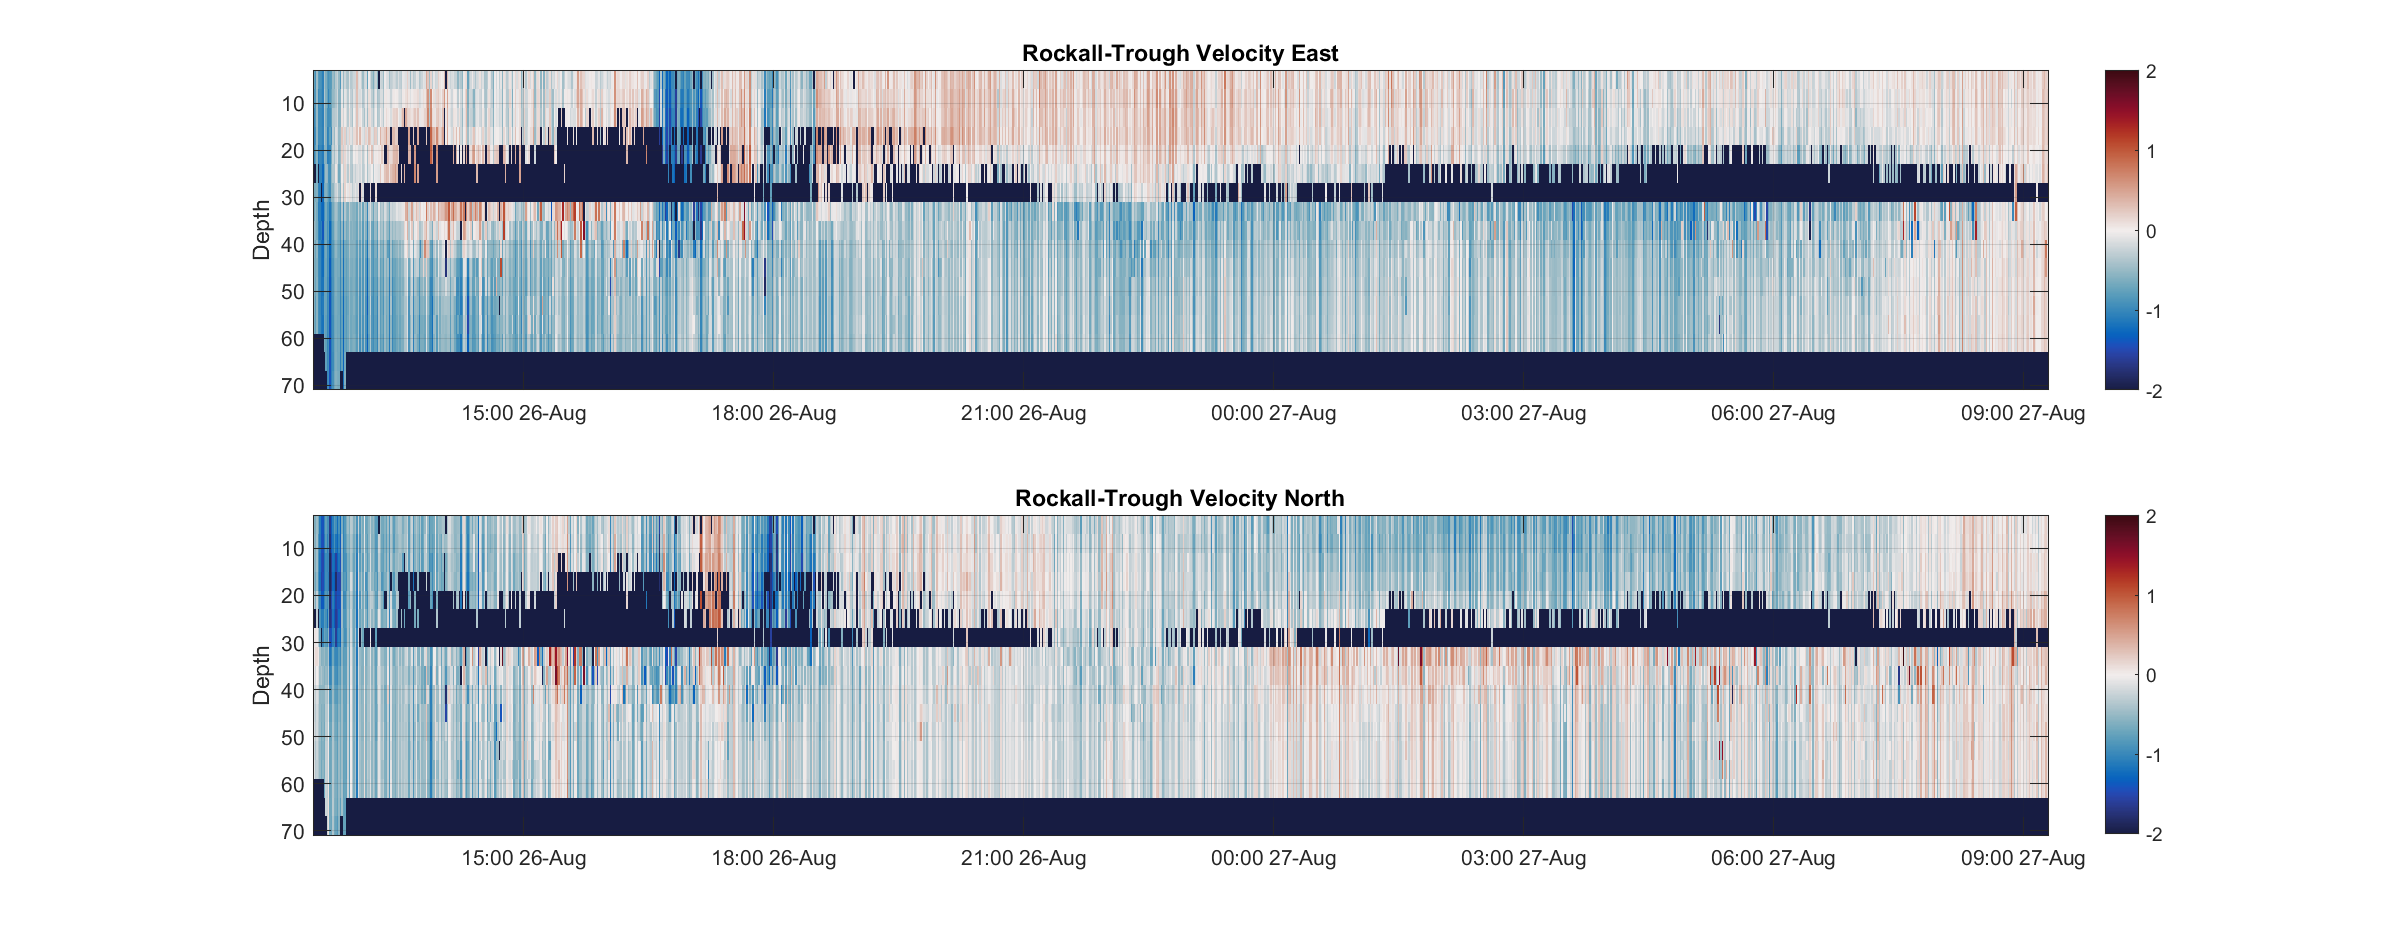 Rockall-Trough Velocity East
Depth
10
20
30
40
50
60
70
15:00 26-Aug
18:00 26-Aug
21:00 26-Aug
00:00 27-Aug
03:00 27-Aug
06:00 27-Aug
09:00 27-Aug
2
1
0
-1
-2
Rockall-Trough Velocity North
Depth
10
20
30
40
50
60
70
15:00 26-Aug
18:00 26-Aug
21:00 26-Aug
00:00 27-Aug
03:00 27-Aug
06:00 27-Aug
09:00 27-Aug
2
1
0
-1
-2